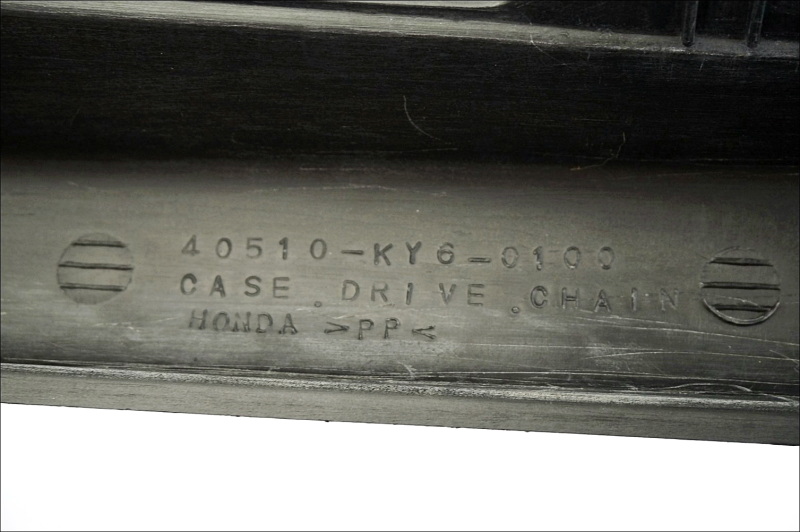 40510-KY6-0100
CASE.DRIVE.CHAIN
HONDA >PP<